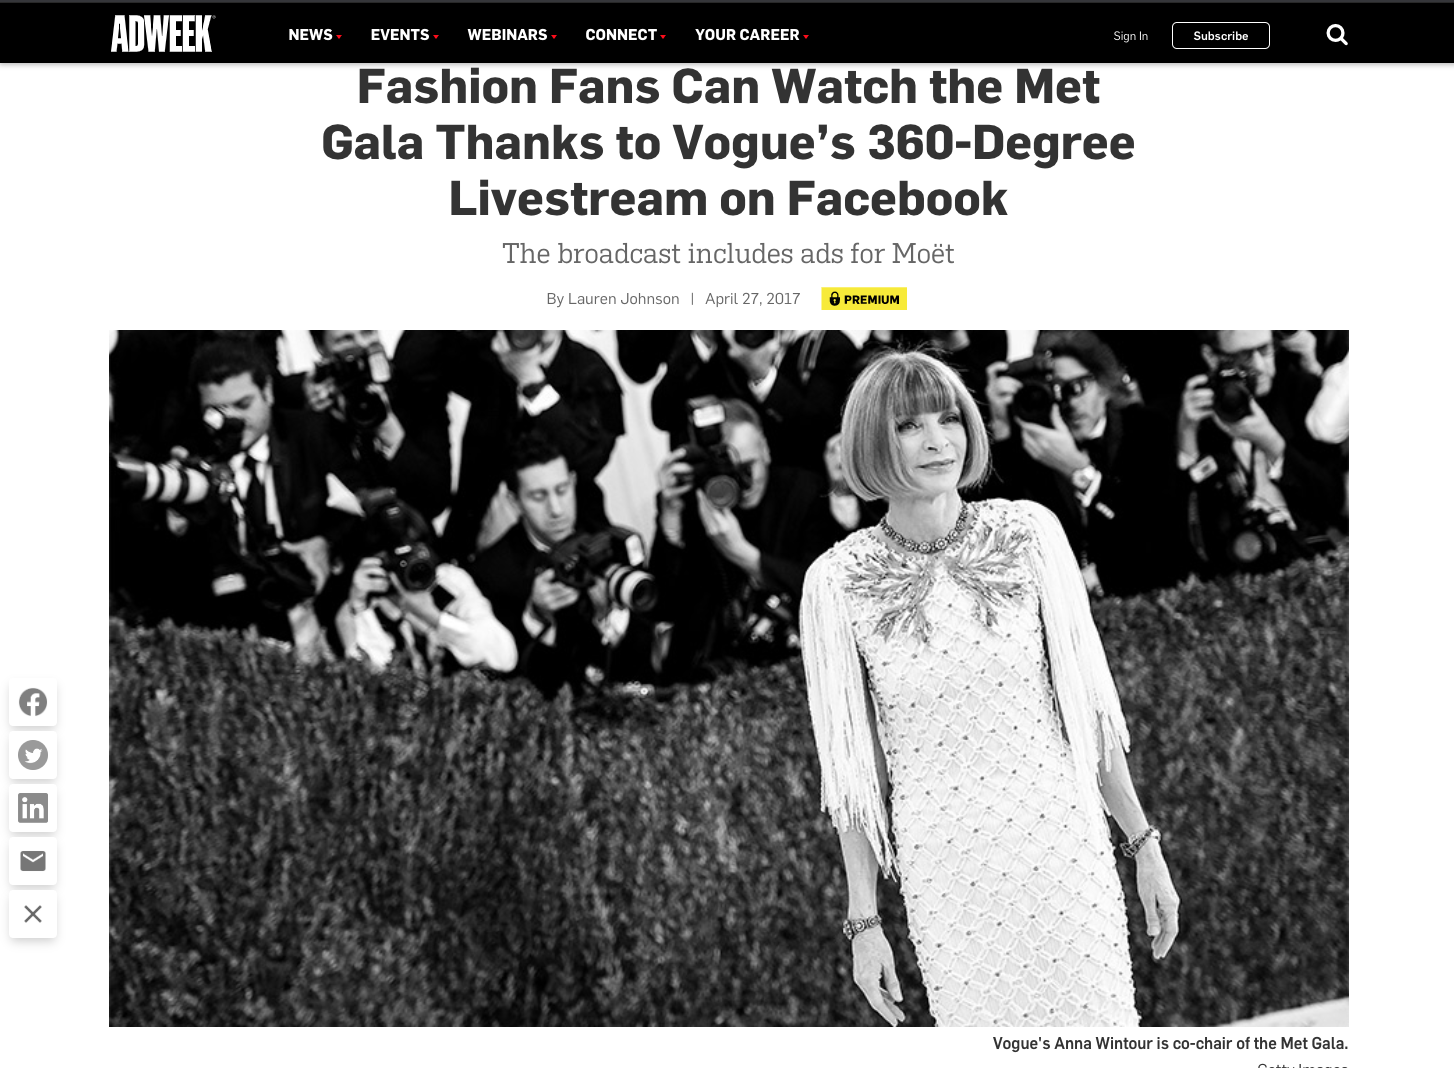 ADWEEK
NEWS EVENTS WEBINARS CONNECT YOUR CAREER Sign In Subscribe
Fashion Fans Can Watch the Met
Gala Thanks to Vogue’s 360-Degree
Livestream on Facebook
The broadcast includes ads for Moët
By Lauren Johnson | April 27, 2017 PREMIUM
Vogue's Anna Wintour is co-chair of the Met Gala.
Getty Images